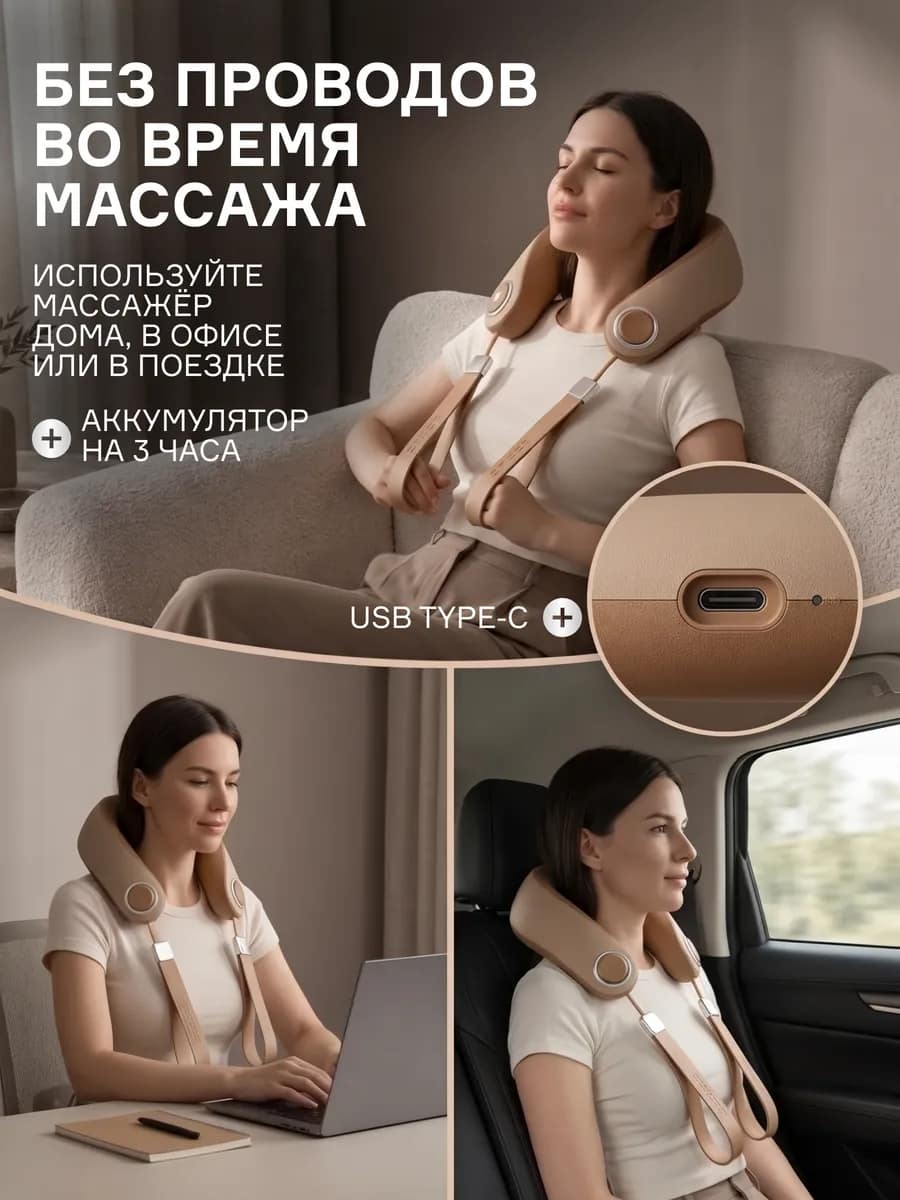 БЕЗ ПРОВОДОВ
ВО ВРЕМЯ
МАССАЖА
ИСПОЛЬЗУЙТЕ
МАССАЖЁР
ДОМА, В ОФИСЕ
ИЛИ В ПОЕЗДКЕ
+ АККУМУЛЯТОР
НА 3 ЧАСА
USB TYPE-C +